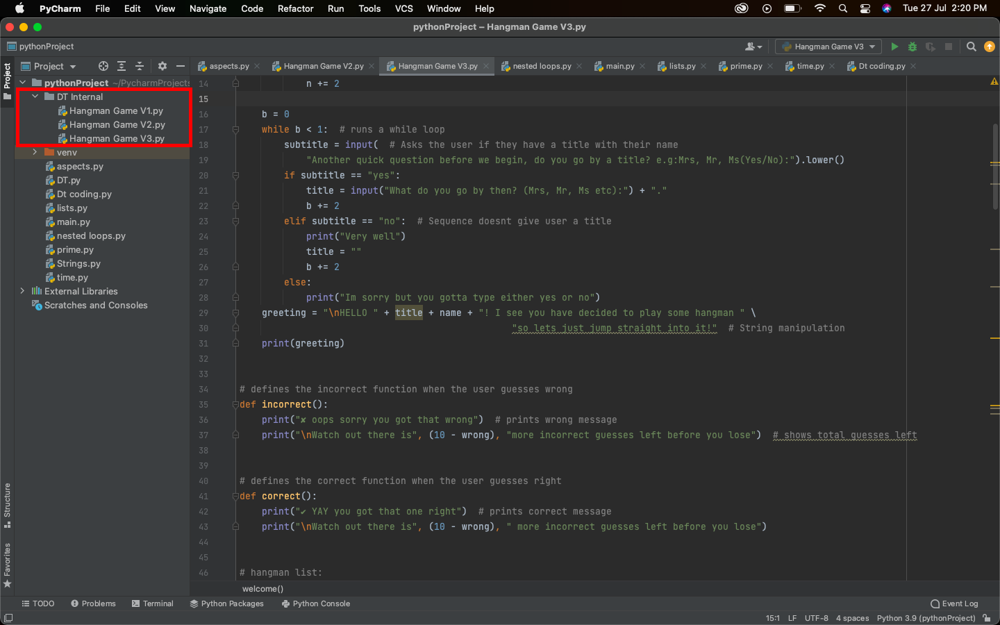 PyCharm File Edit View Navigate Code Refactor Run Tools VCS Window Help Tue 27 Jul 2:20 PM
pythonProject – Hangman Game V3.py
pythonProject Hangman Game V3
Project aspects.py Hangman Game V2.py Hangman Game V3.py nested loops.py main.py lists.py prime.py time.py Dt coding.py
Project
pythonProject ~/PycharmProjects
DT Internal
Hangman Game V1.py
Hangman Game V2.py
Hangman Game V3.py
venv
aspects.py
DT.py
Dt coding.py
lists.py
main.py
nested loops.py
prime.py
Strings.py
time.py
External Libraries
Scratches and Consoles
Structure
Favorites
14 n += 2
15
16 b = 0
17 while b < 1:  # runs a while loop
18 subtitle = input(  # Asks the user if they have a title with their name
19 "Another quick question before we begin, do you go by a title? e.g:Mrs, Mr, Ms(Yes/No):").lower()
20 if subtitle == "yes":
21 title = input("What do you go by then? (Mrs, Mr, Ms etc):") + "."
22 b += 2
23 elif subtitle == "no":  # Sequence doesnt give user a title
24 print("Very well")
25 title = ""
26 b += 2
27 else:
28 print("Im sorry but you gotta type either yes or no")
29 greeting = "\nHELLO " + title + name + "! I see you have decided to play some hangman " \
30 "so lets just jump straight into it!"  # String manipulation
31 print(greeting)
32
33
34 # defines the incorrect function when the user guesses wrong
35 def incorrect():
36 print("✘ oops sorry you got that wrong")  # prints wrong message
37 print("\nWatch out there is", (10 - wrong), "more incorrect guesses left before you lose")  # shows total guesses left
38
39
40 # defines the correct function when the user guesses right
41 def correct():
42 print("✔ YAY you got that one right")  # prints correct message
43 print("\nWatch out there is", (10 - wrong), " more incorrect guesses left before you lose")
44
45
46 # hangman list:
welcome()
TODO Problems Terminal Python Packages Python Console Event Log
15:1 LF UTF-8 4 spaces Python 3.9 (pythonProject)